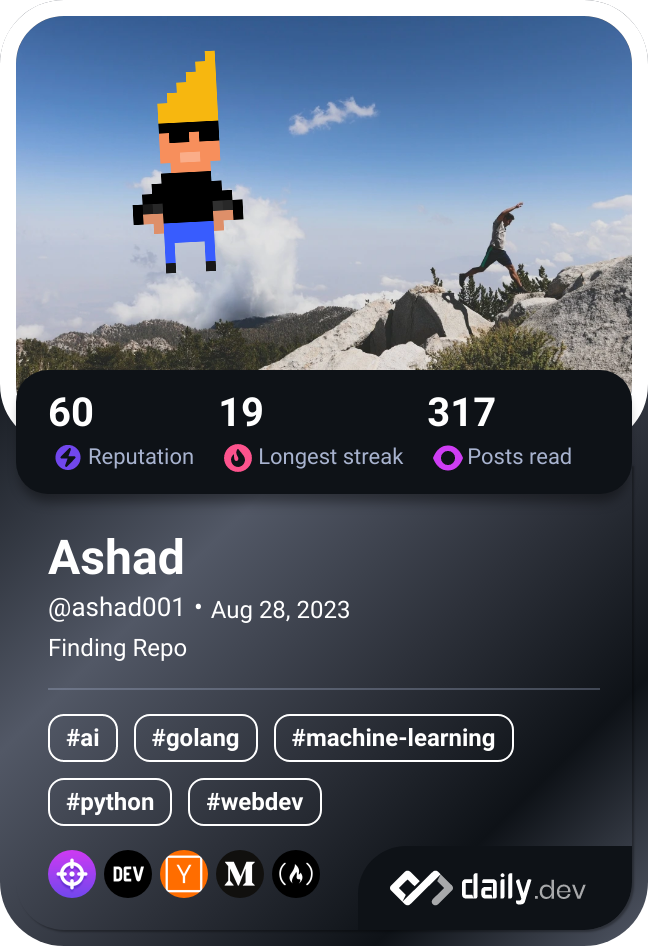 60 19 317
Reputation Longest streak Posts read
Ashad
@ashad001 • Aug 28, 2023
Finding Repo
#ai #golang #machine-learning
#python #webdev
DEV Y M daily.dev